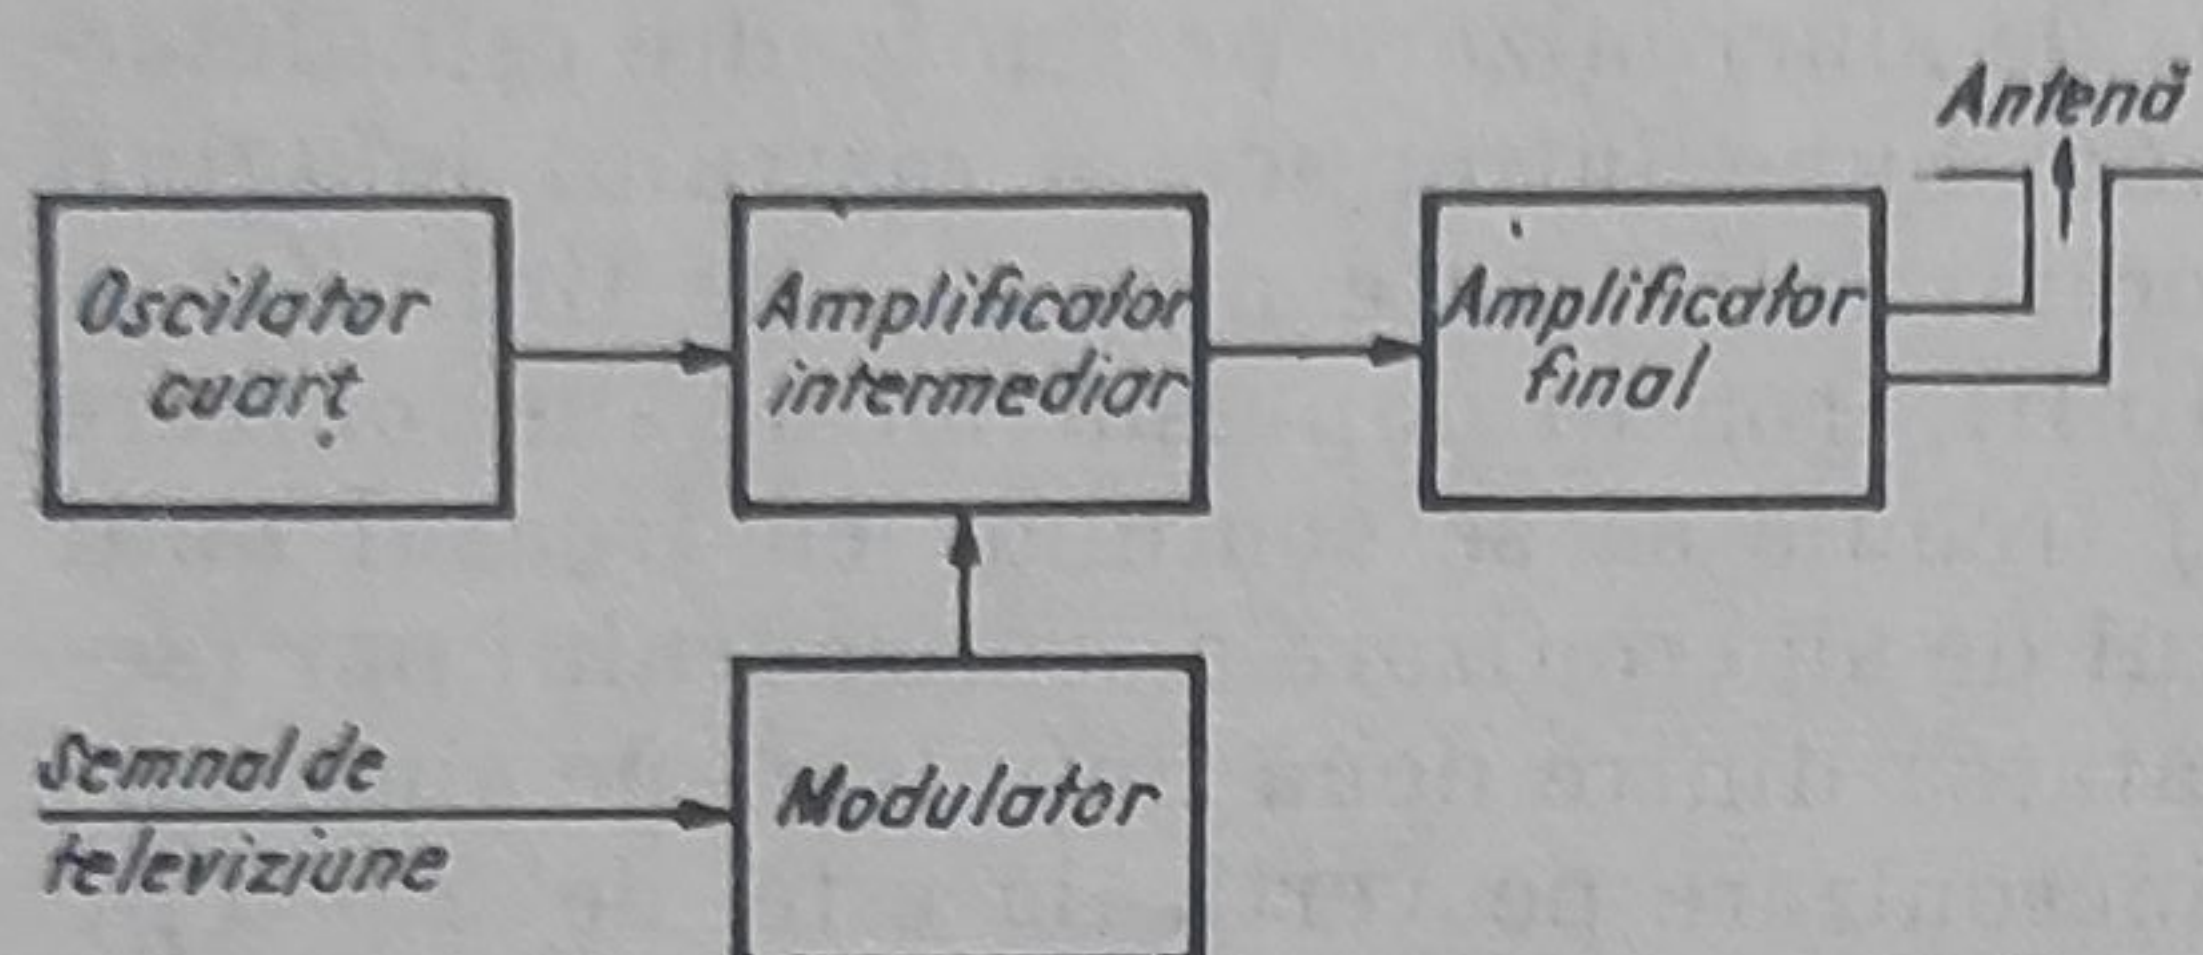 Antenă
Oscilator
cuarț
Amplificator
intermediar
Amplificator
final
Semnal de
televiziune
Modulator